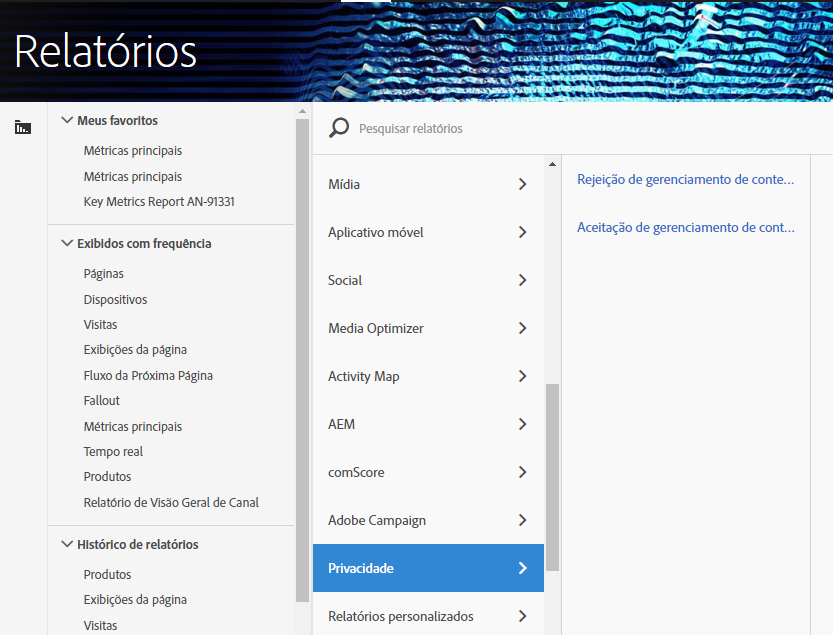 Relatórios
Meus favoritos
Métricas principais
Métricas principais
Key Metrics Report AN-91331
Exibidos com frequência
Páginas
Dispositivos
Visitas
Exibições da página
Fluxo da Próxima Página
Fallout
Métricas principais
Tempo real
Produtos
Relatório de Visão Geral de Canal
Histórico de relatórios
Produtos
Exibições da página
Visitas
Pesquisar relatórios
Mídia
Aplicativo móvel
Social
Media Optimizer
Activity Map
AEM
comScore
Adobe Campaign
Privacidade
Relatórios personalizados
Rejeição de gerenciamento de conte...
Aceitação de gerenciamento de cont...